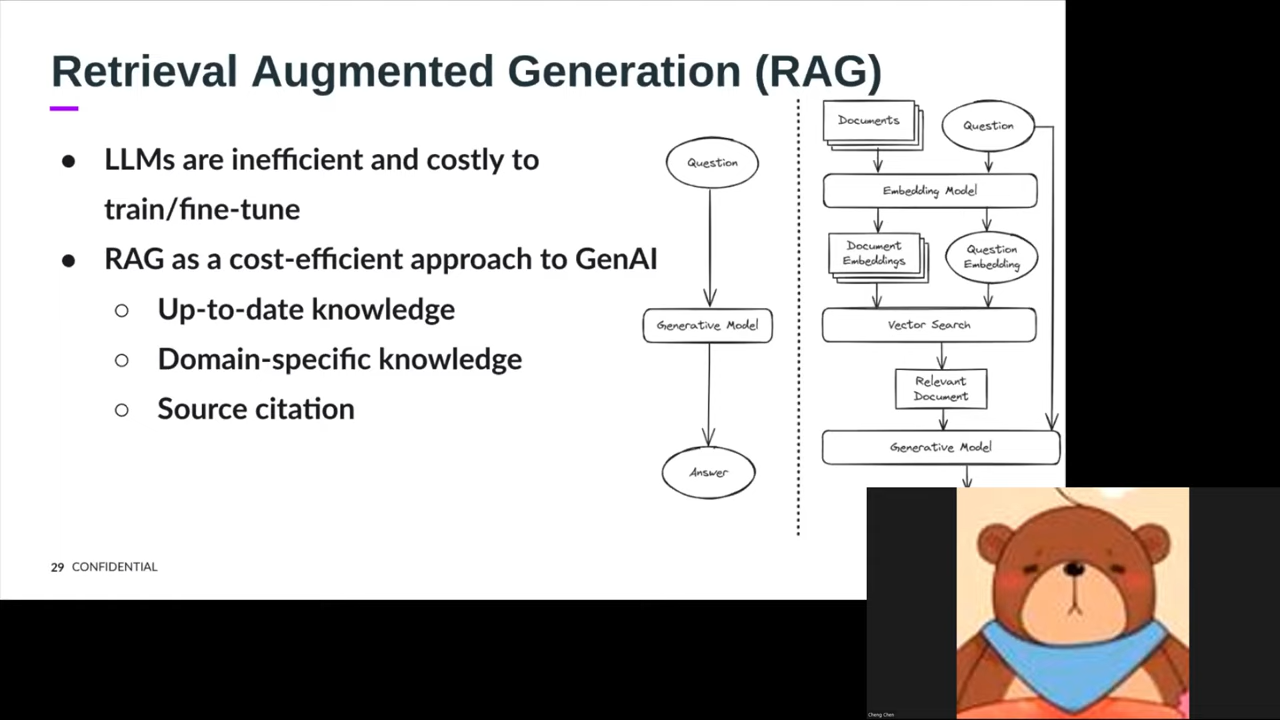 Retrieval Augmented Generation (RAG)
● LLMs are inefficient and costly to
train/fine-tune
● RAG as a cost-efficient approach to GenAI
○ Up-to-date knowledge
○ Domain-specific knowledge
○ Source citation
Question
Generative Model
Answer
Documents
Question
Embedding Model
Document
Embeddings
Question
Embedding
Vector Search
Relevant
Document
Generative Model
29 CONFIDENTIAL
Cheng Chen